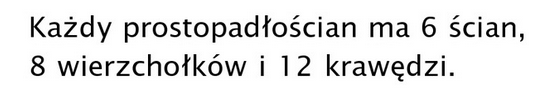 Każdy prostopadłościan ma 6 ścian,
8 wierzchołków i 12 krawędzi.